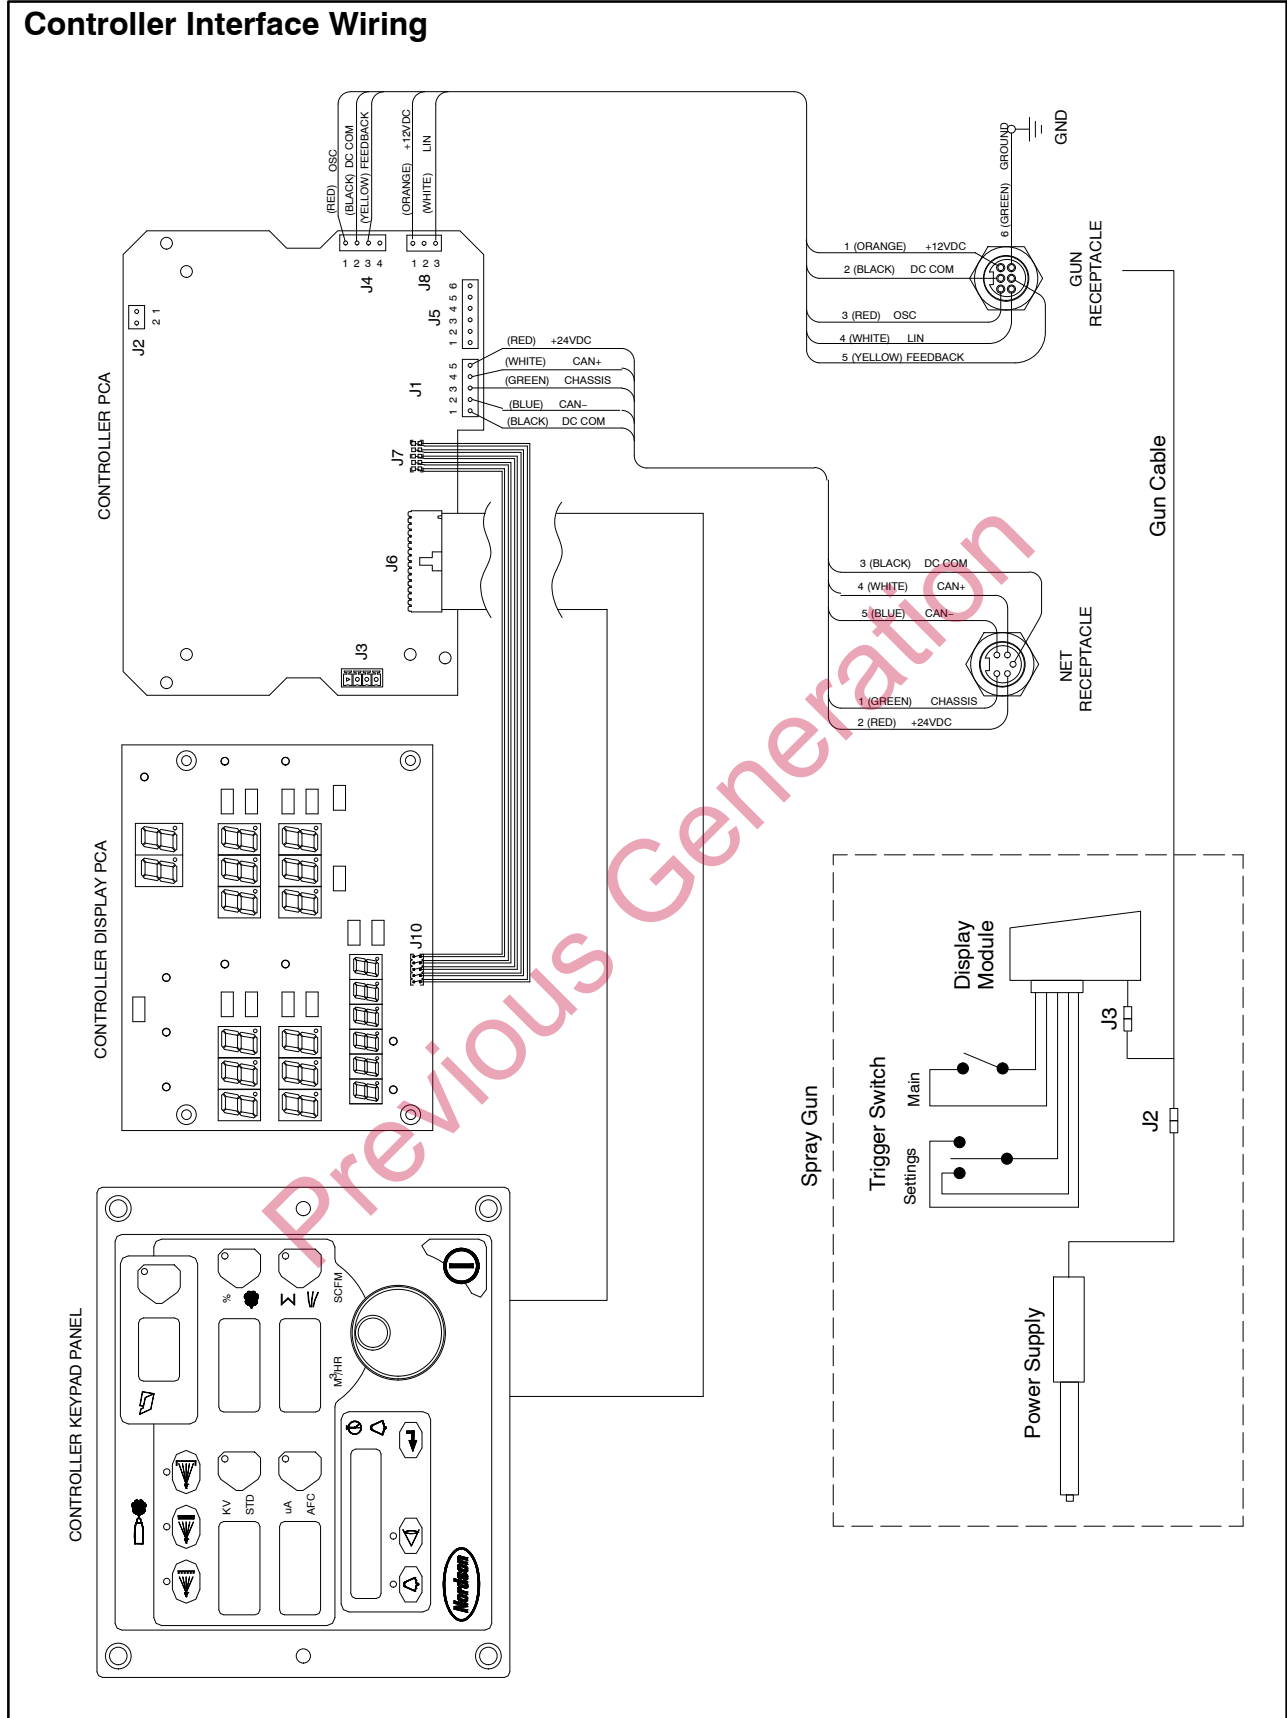 Controller Interface Wiring
CONTROLLER PCA
J2
2 1
(RED) OSC
(BLACK) DC COM
(YELLOW) FEEDBACK
(ORANGE) +12VDC
(WHITE) LIN
1 2 3 4
J4
1 2 3
J8
J5
1 2 3 4 5 6
J1
1 2 3 4 5
(RED) +24VDC
(WHITE) CAN+
(GREEN) CHASSIS
(BLUE) CAN−
(BLACK) DC COM
J7
J6
J3
6 (GREEN) GROUND
GND
1 (ORANGE) +12VDC
2 (BLACK) DC COM
3 (RED) OSC
4 (WHITE) LIN
5 (YELLOW) FEEDBACK
GUN
RECEPTACLE
Gun Cable
3 (BLACK) DC COM
4 (WHITE) CAN+
5 (BLUE) CAN−
1 (GREEN) CHASSIS
2 (RED) +24VDC
NET
RECEPTACLE
CONTROLLER DISPLAY PCA
J10
Previous Generation
CONTROLLER KEYPAD PANEL
%
SCFM
M³/HR
KV
STD
uA
AFC
Nordson
Spray Gun
Display
Module
J3
Trigger Switch
Main
Settings
J2
Power Supply